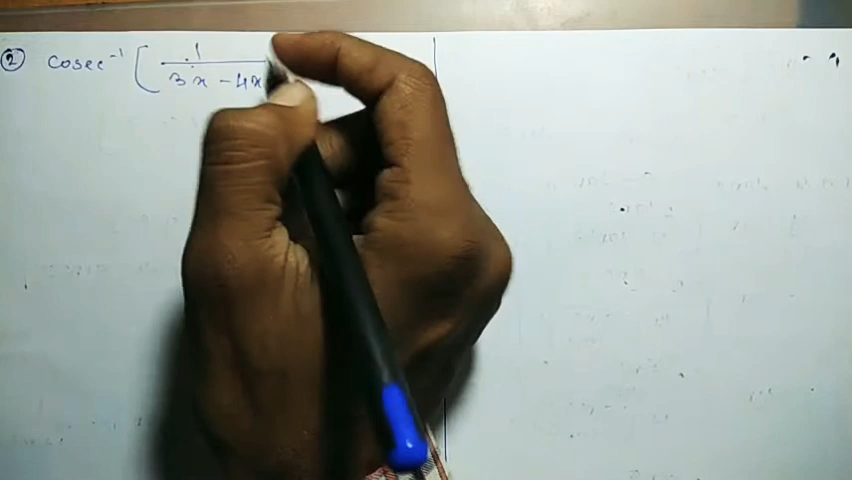 ② cosec⁻¹ [ 1 / 3x - 4x